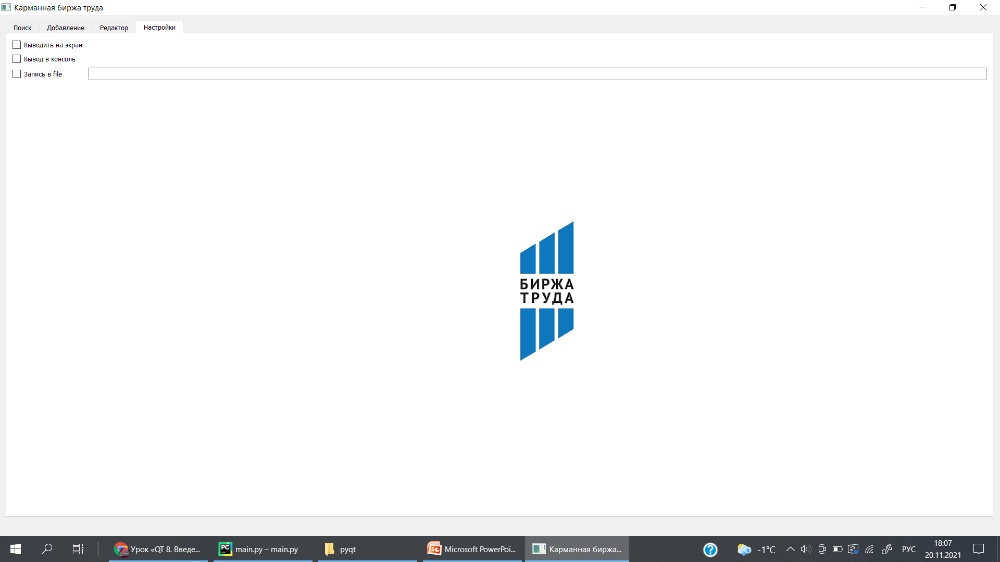 Карманная биржа труда
Поиск Добавление Редактор Настройки
Выводить на экран
Вывод в консоль
Запись в file
БИРЖА
ТРУДА
Урок «QT 8. Введе... PC main.py – main.py pyqt Microsoft PowerPoi... Карманная биржа... ? -1°C РУС 18:07
20.11.2021